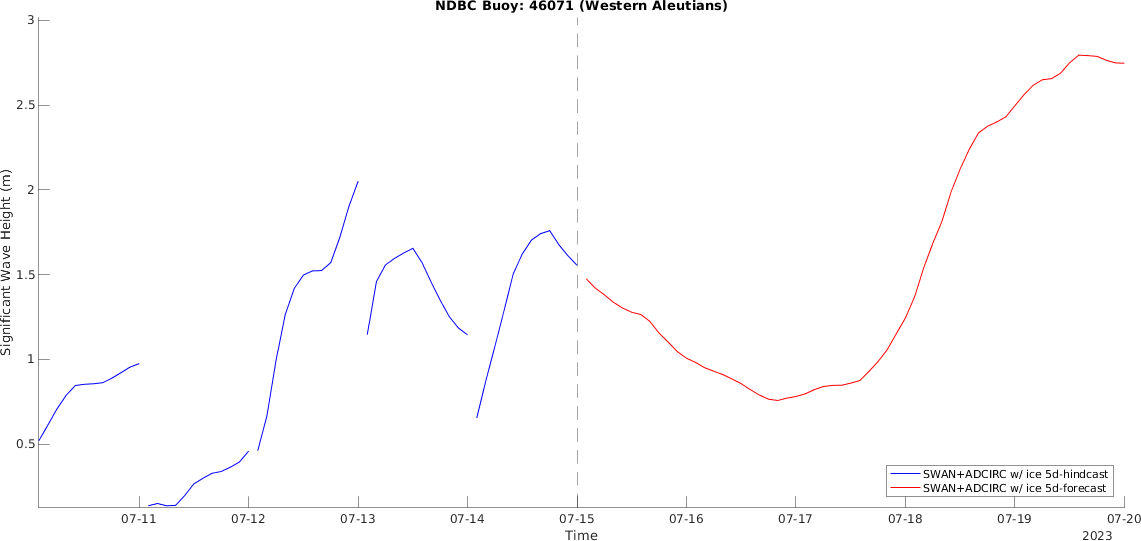 NDBC Buoy: 46071 (Western Aleutians)
3
2.5
2
1.5
1
0.5
Significant Wave Height (m)
SWAN+ADCIRC w/ ice 5d-hindcast
SWAN+ADCIRC w/ ice 5d-forecast
07-11 07-12 07-13 07-14 07-15 07-16 07-17 07-18 07-19 07-20
Time
2023